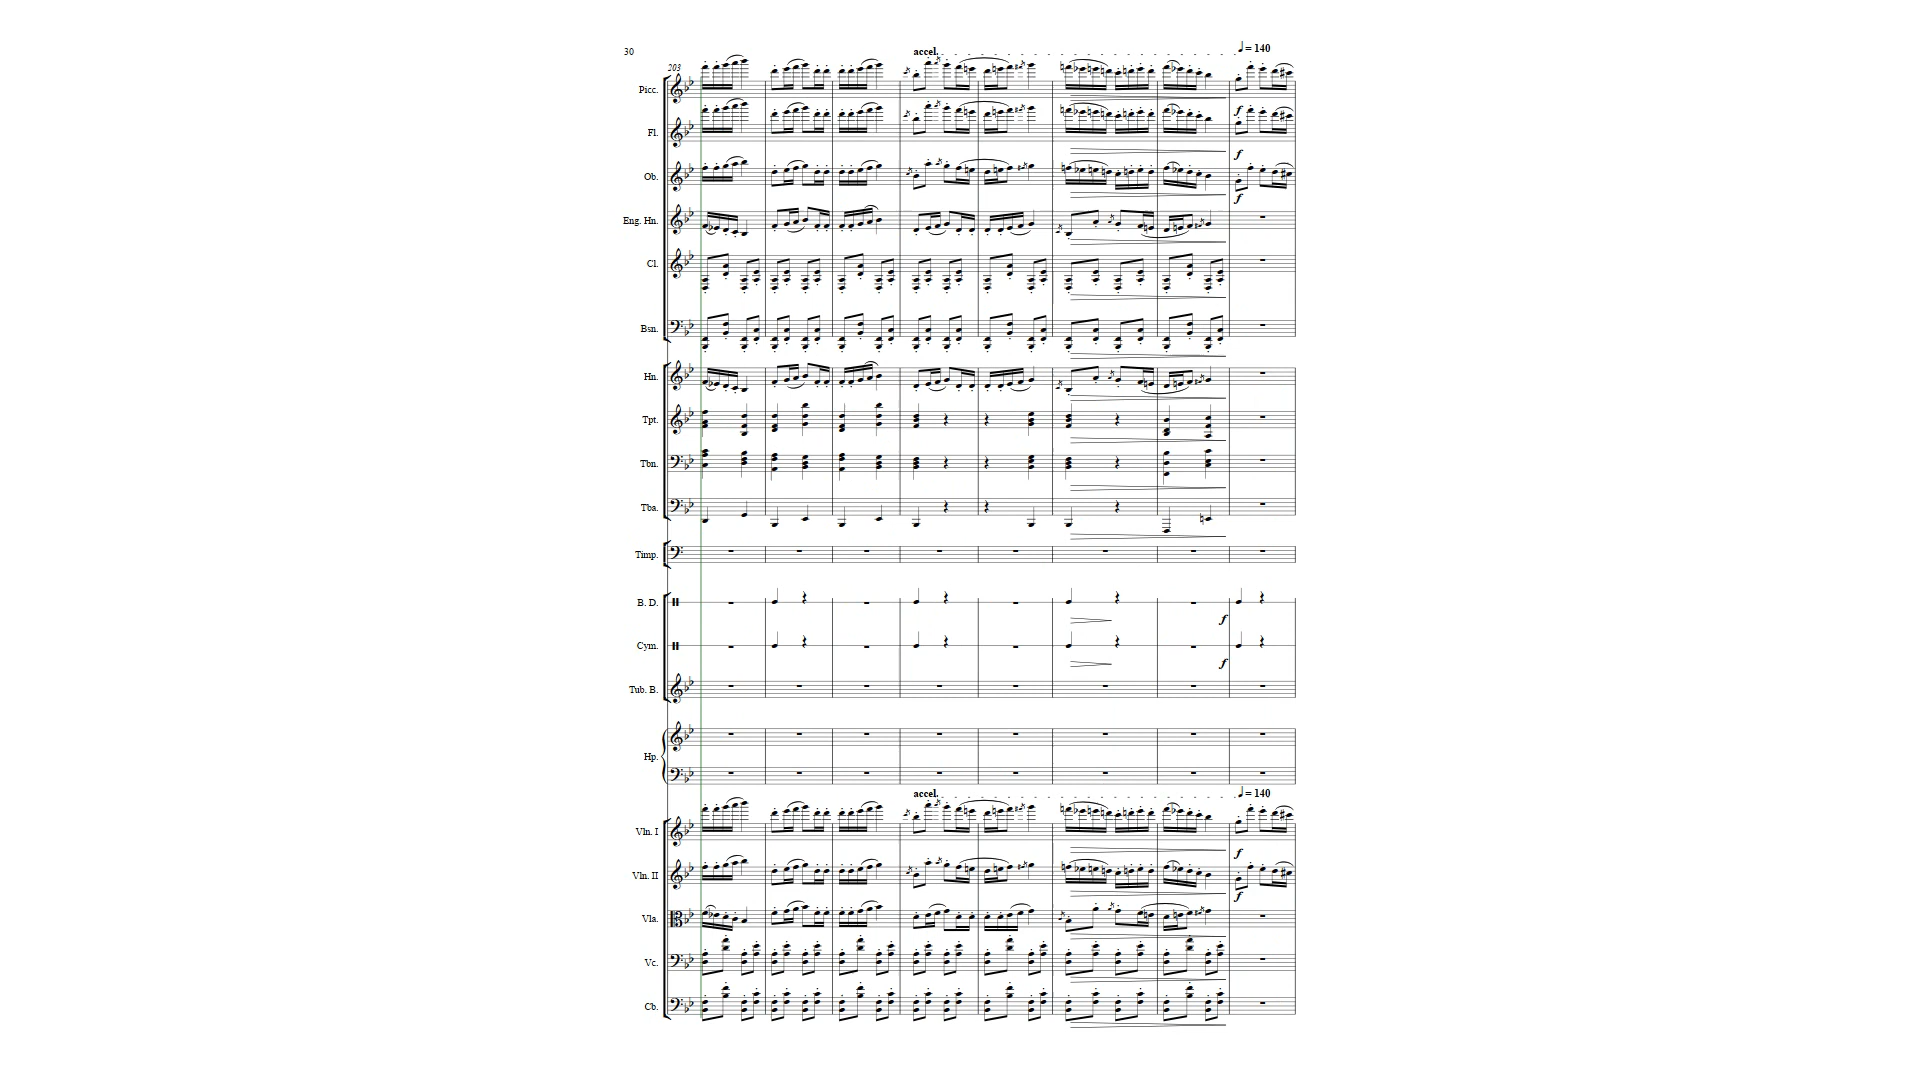 30
accel. ♩= 140
203
Picc.
f
Fl.
f
Ob.
f
Eng. Hn.
Cl.
Bsn.
Hn.
Tpt.
Tbn.
Tba.
Timp.
B. D.
f
Cym.
f
Tub. B.
Hp.
accel. ♩= 140
Vln. I
f
Vln. II
f
Vla.
Vc.
Cb.